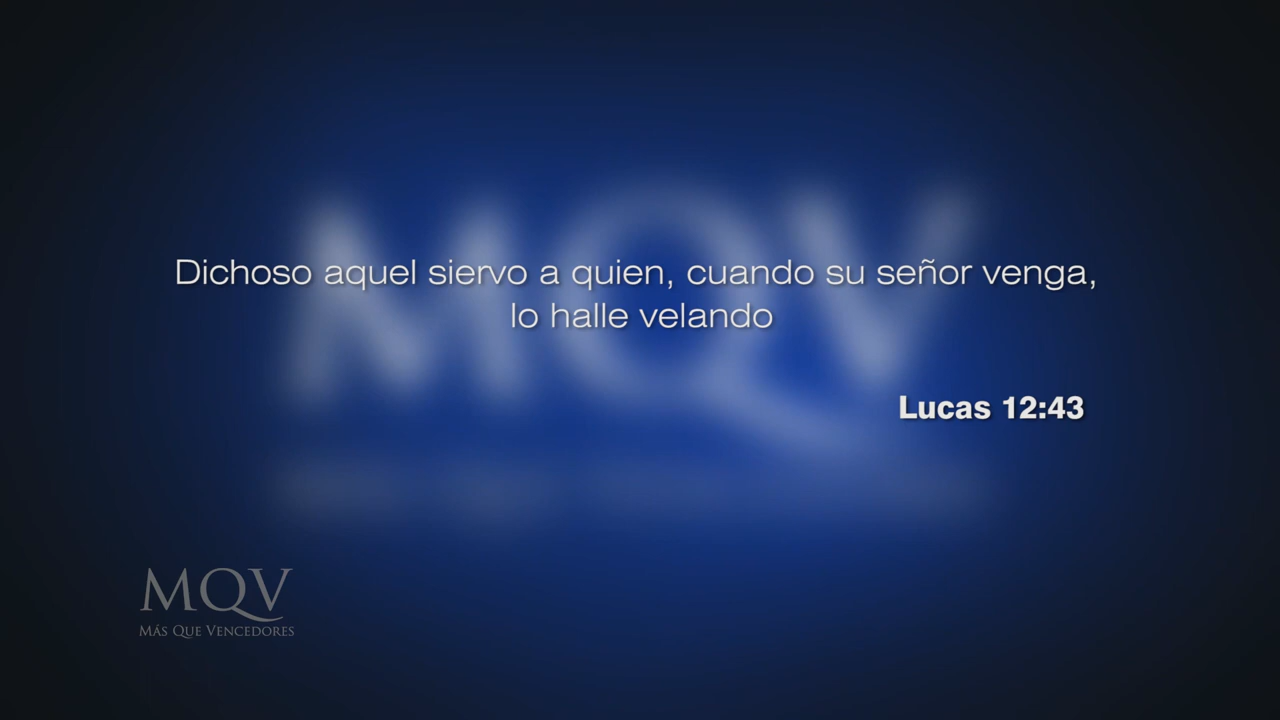 Dichoso aquel siervo a quien, cuando su señor venga,
lo halle velando
Lucas 12:43
MQV
MÁS QUE VENCEDORES